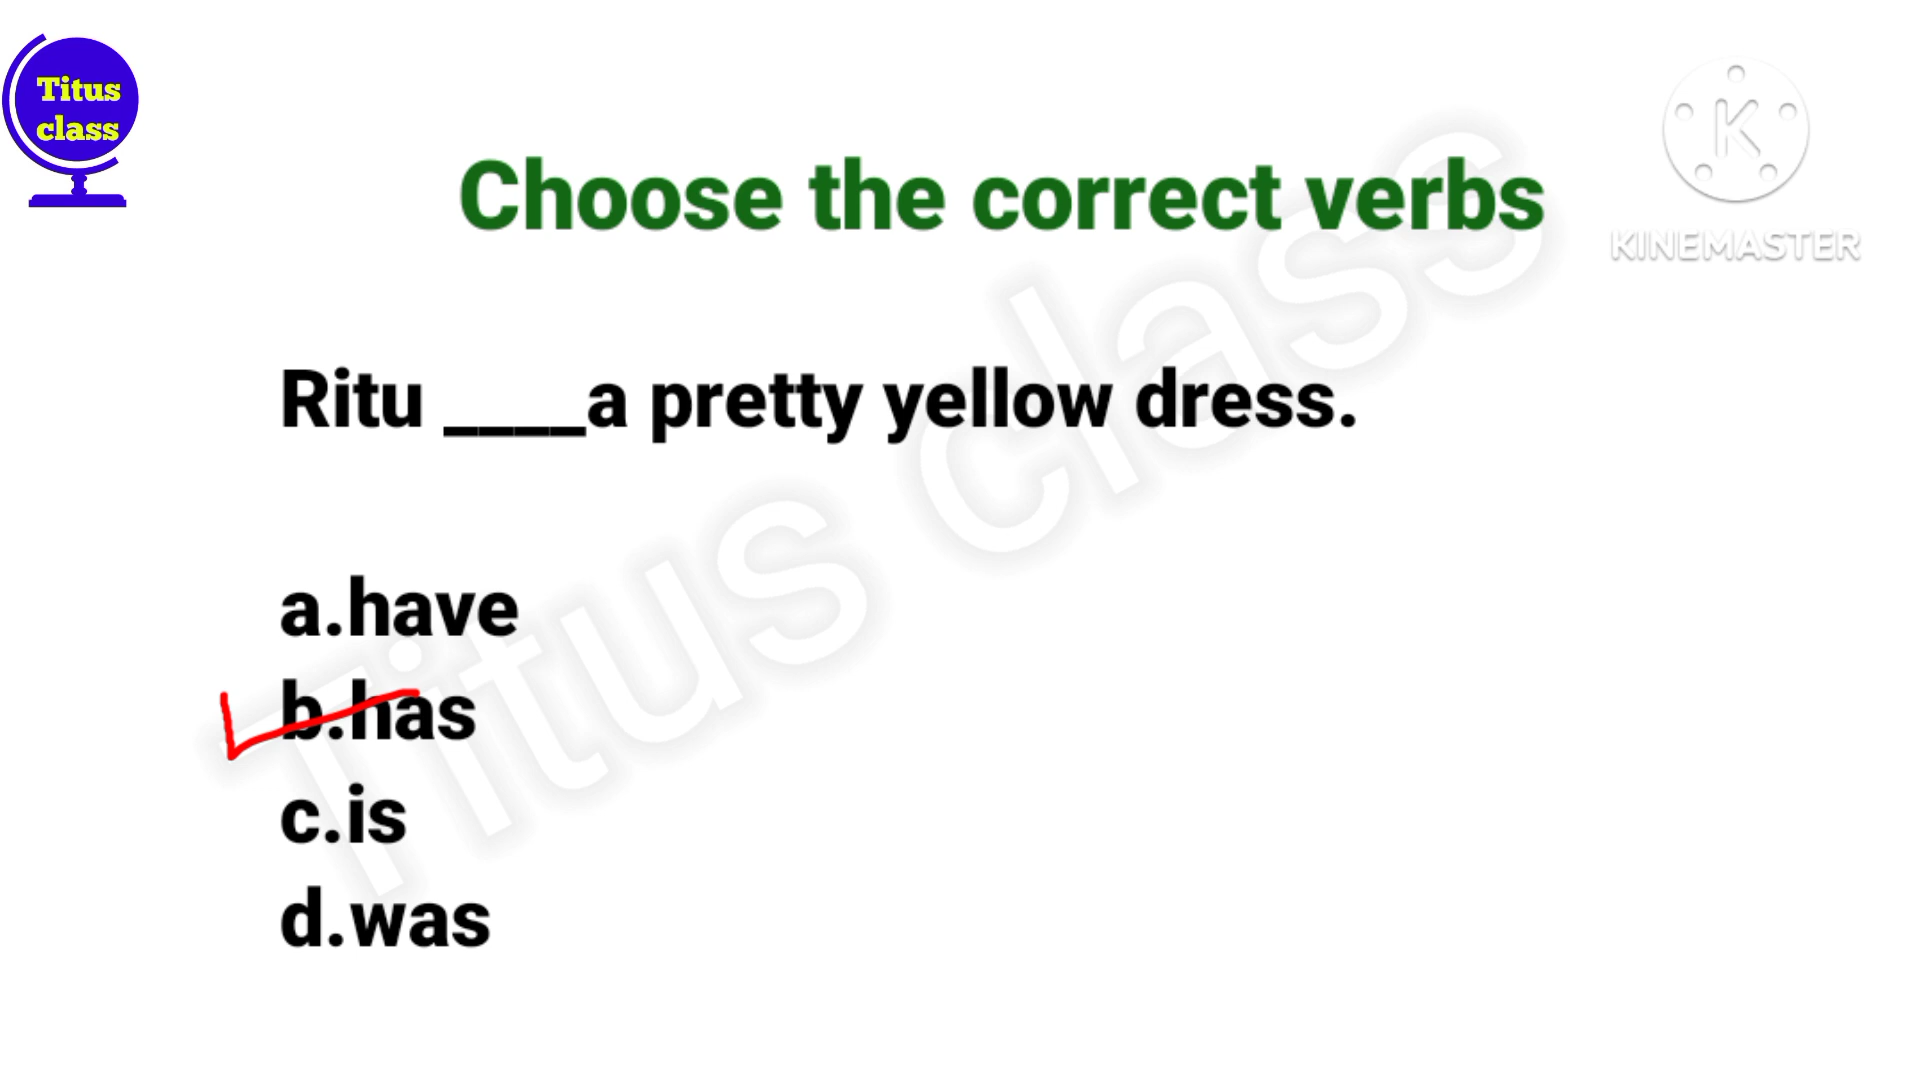 Titus
class
Choose the correct verbs
KINEMASTER
Ritu ____a pretty yellow dress.
a.have
b.has
c.is
d.was
Titus class